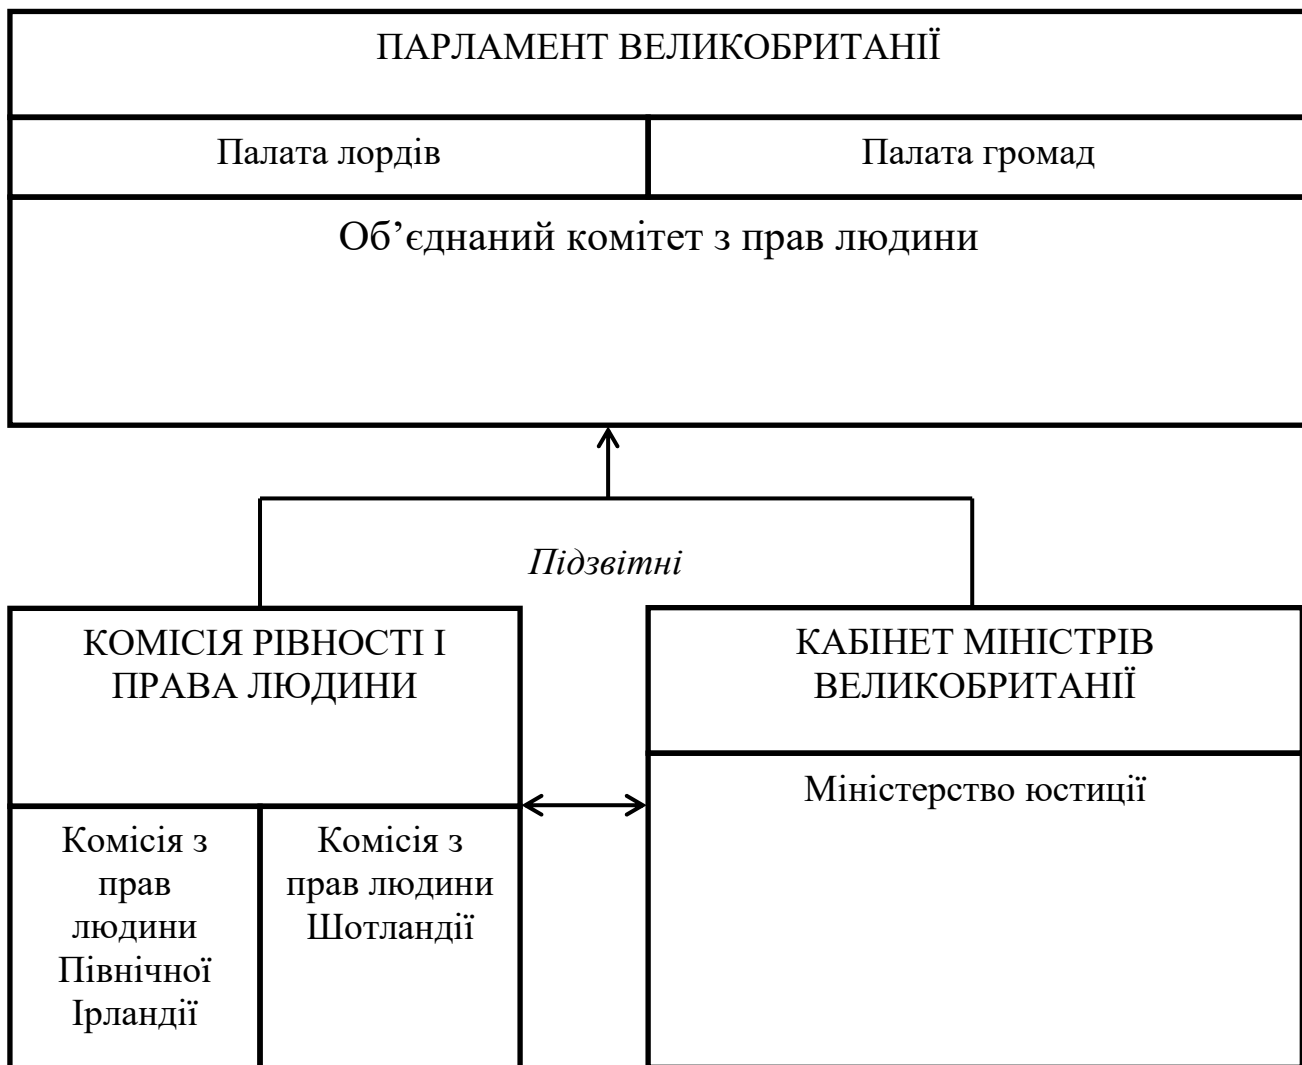 ПАРЛАМЕНТ ВЕЛИКОБРИТАНІЇ
Палата лордів
Палата громад
Об’єднаний комітет з прав людини
Підзвітні
КОМІСІЯ РІВНОСТІ І
ПРАВА ЛЮДИНИ
КАБІНЕТ МІНІСТРІВ
ВЕЛИКОБРИТАНІЇ
Міністерство юстиції
Комісія з
прав
людини
Північної
Ірландії
Комісія з
прав людини
Шотландії